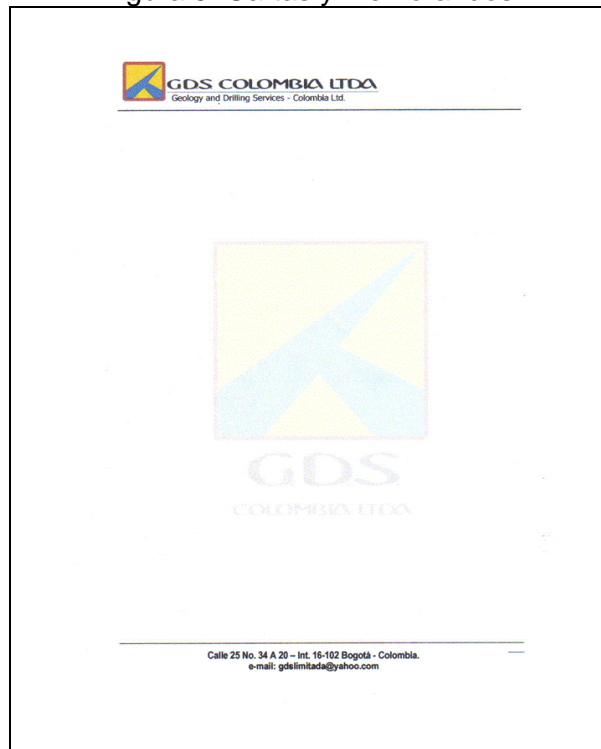 GDS COLOMBIA LTDA
Geology and Drilling Services - Colombia Ltd.
GDS
COLOMBIA LTDA
Calle 25 No. 34 A 20 – Int. 16-102 Bogotá - Colombia.
e-mail: gdslimitada@yahoo.com